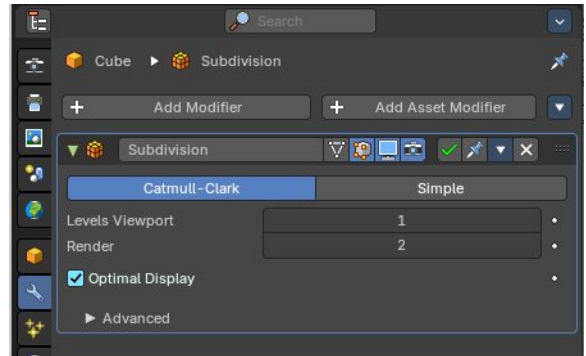 Search
Cube Subdivision
Add Modifier Add Asset Modifier
Subdivision
Catmull-Clark Simple
Levels Viewport 1
Render 2
Optimal Display
Advanced